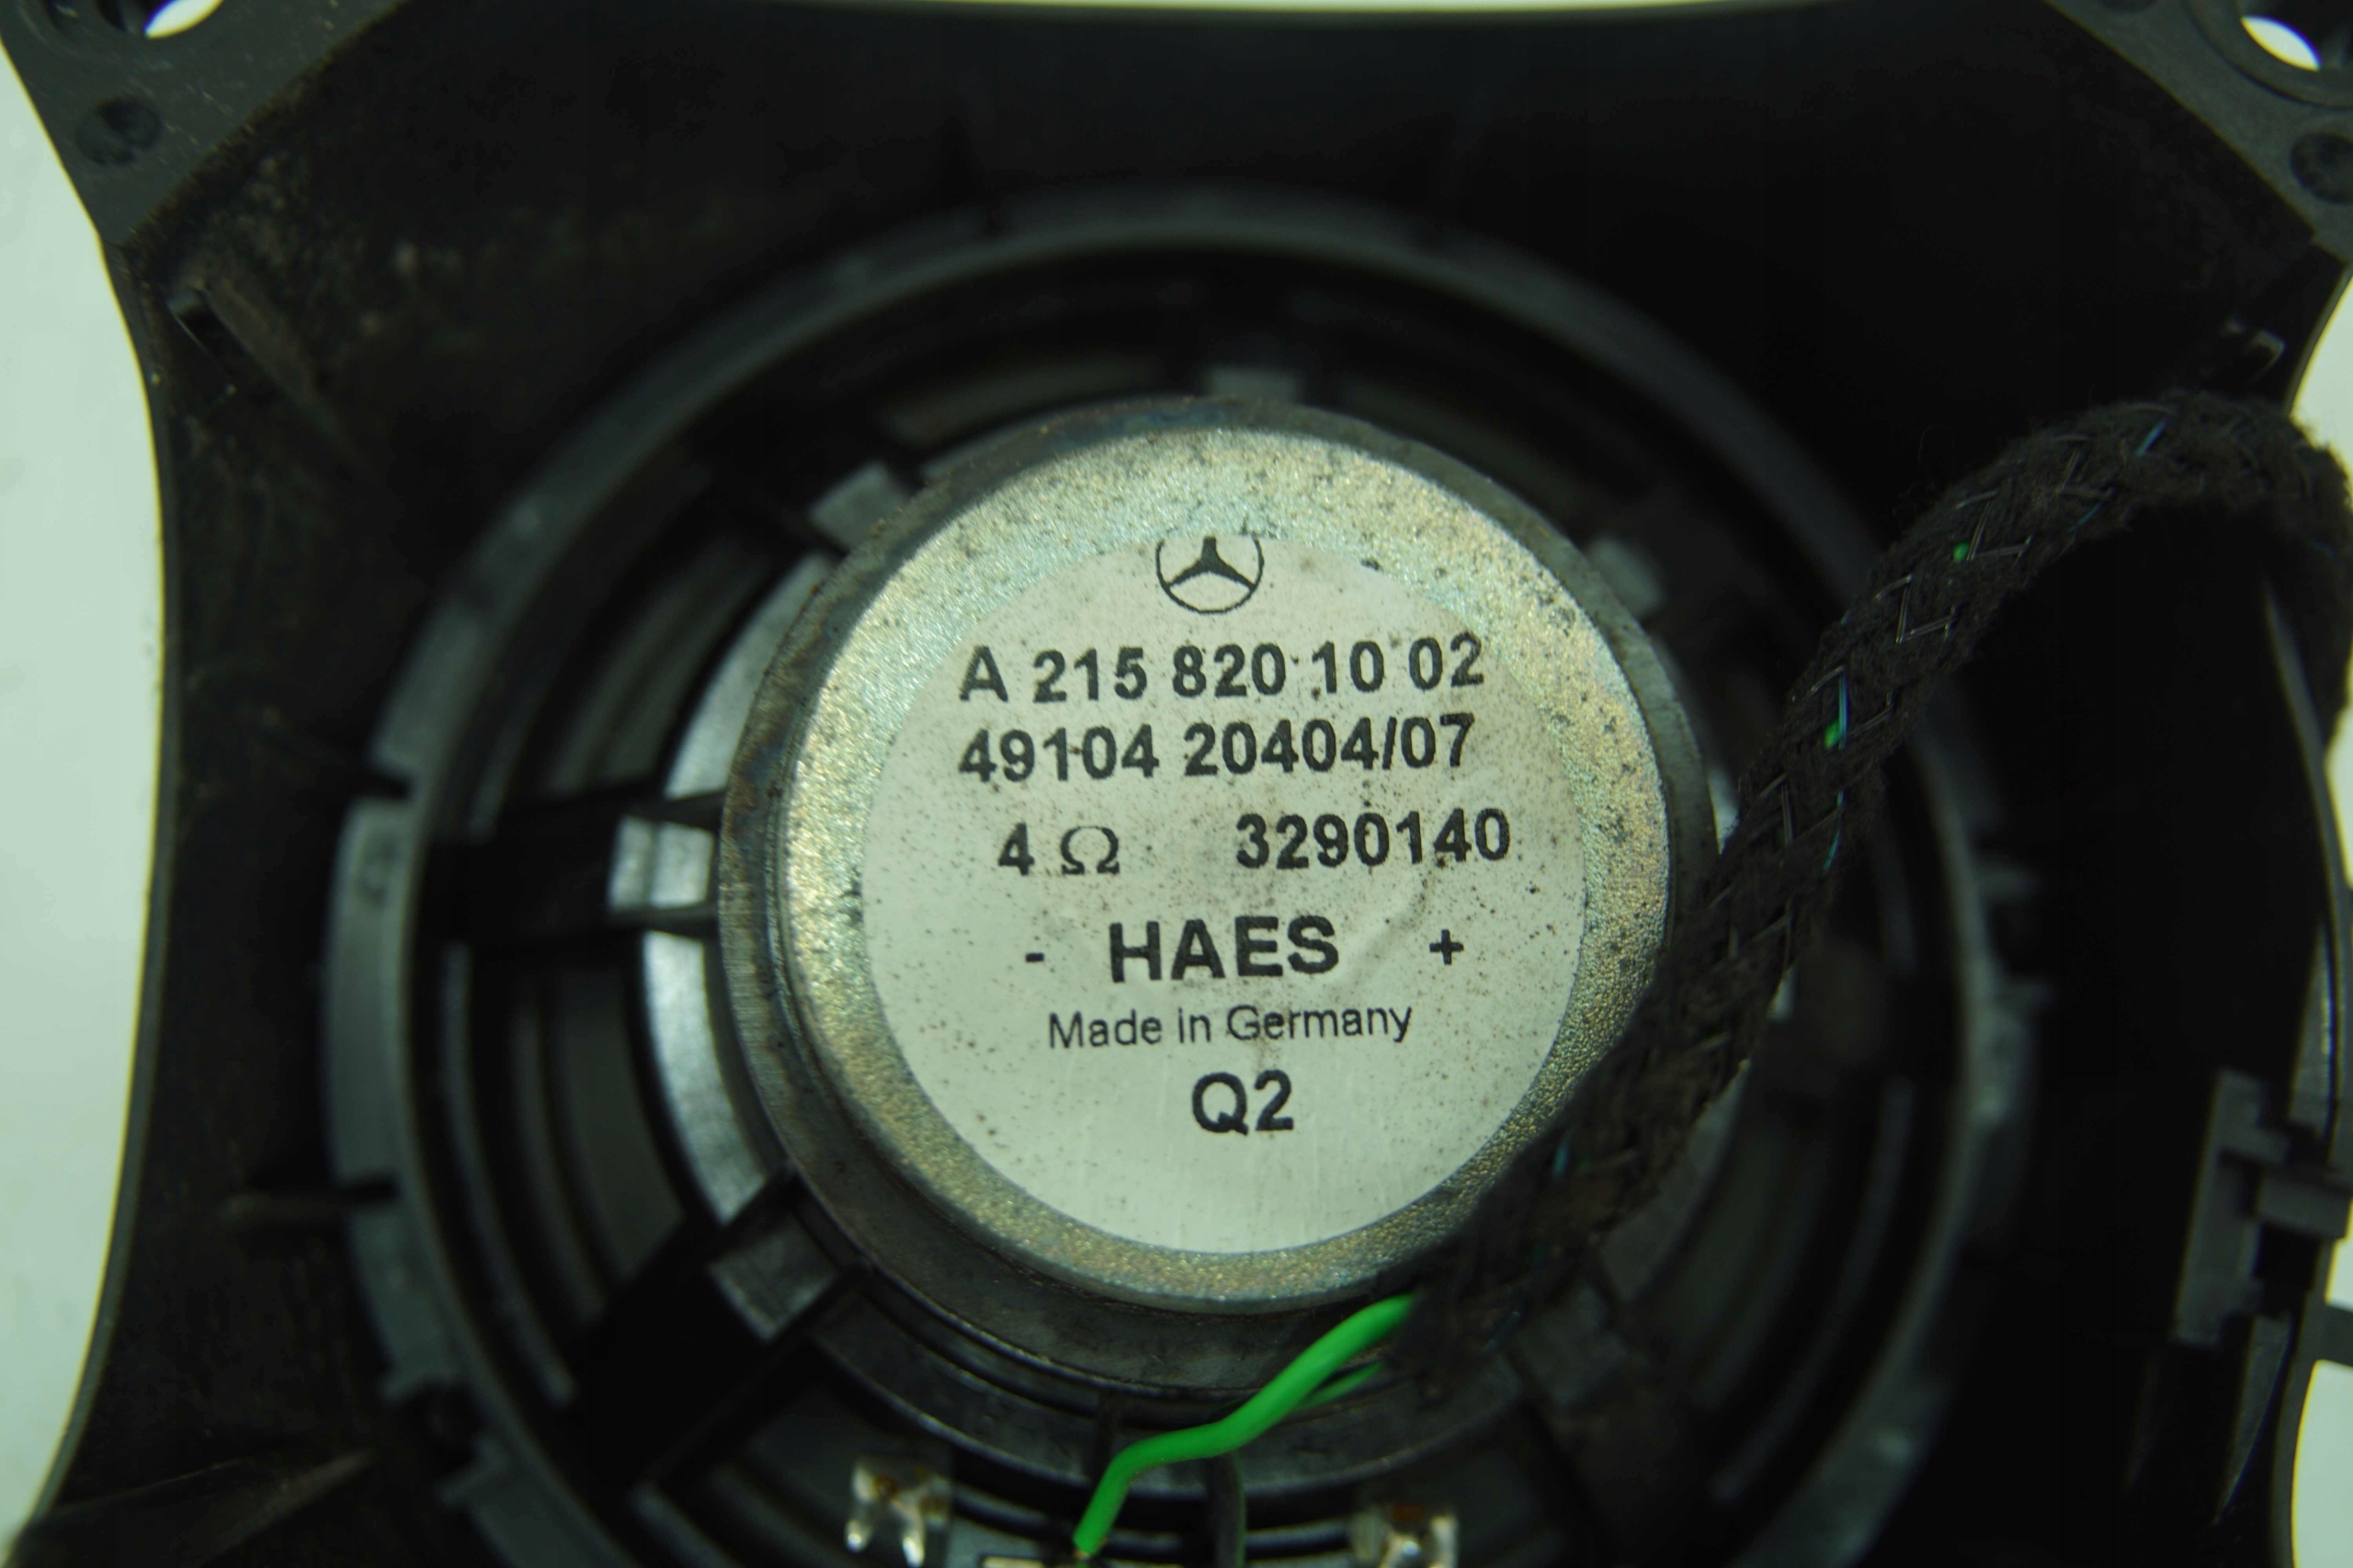 A 215 820 10 02
49104 20404/07
4 Ω 3290140
- HAES +
Made in Germany
Q2